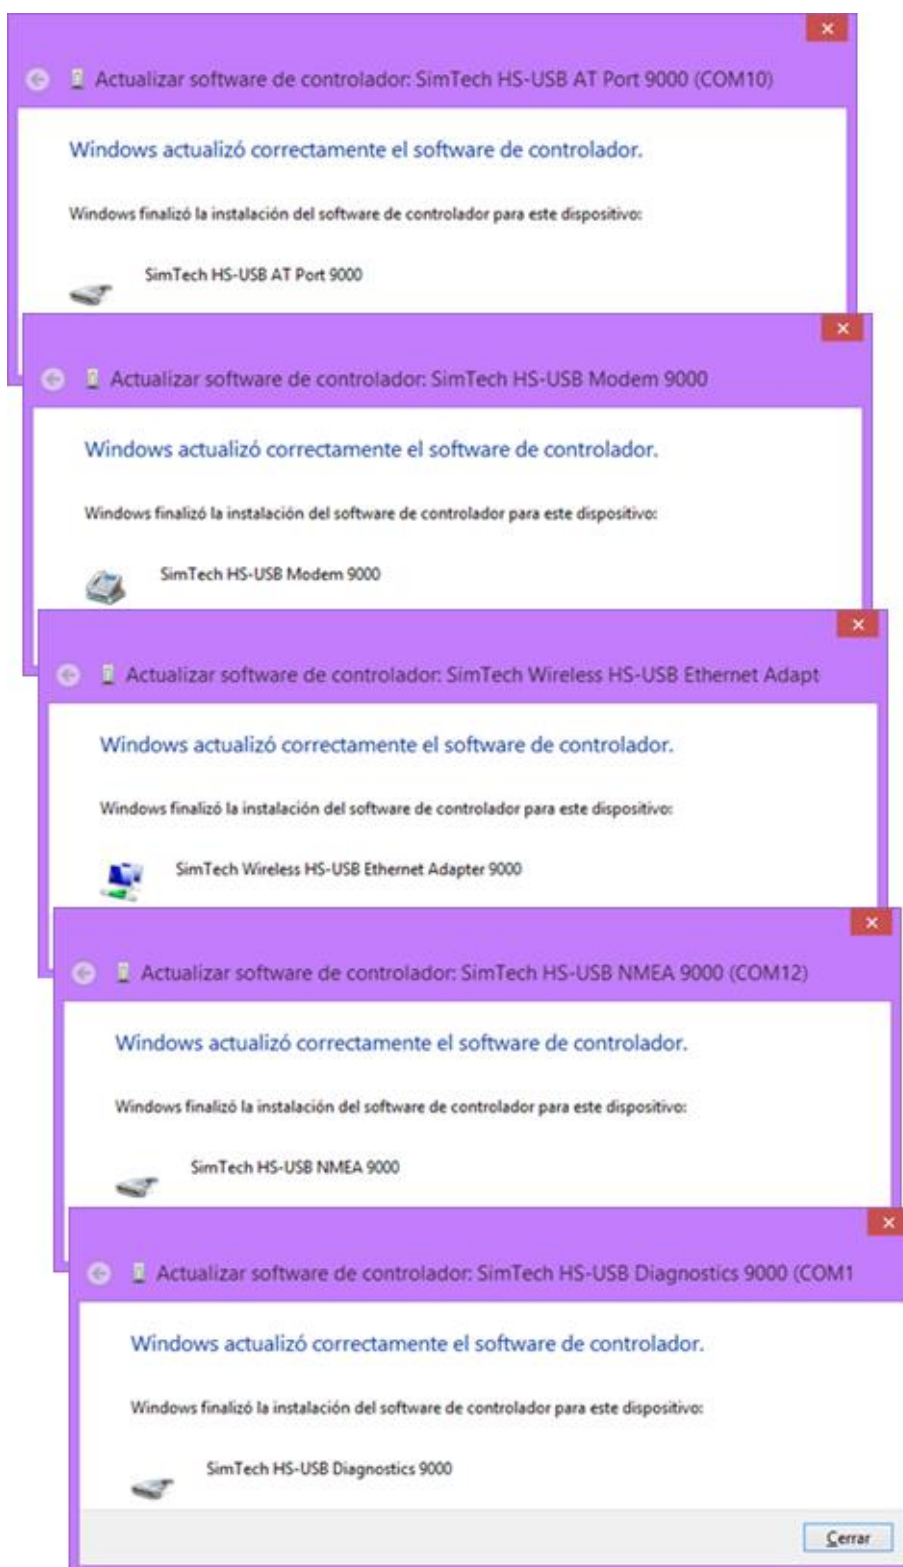 Actualizar software de controlador: SimTech HS-USB AT Port 9000 (COM10)
Windows actualizó correctamente el software de controlador.
Windows finalizó la instalación del software de controlador para este dispositivo:
SimTech HS-USB AT Port 9000
Actualizar software de controlador: SimTech HS-USB Modem 9000
Windows actualizó correctamente el software de controlador.
Windows finalizó la instalación del software de controlador para este dispositivo:
SimTech HS-USB Modem 9000
Actualizar software de controlador: SimTech Wireless HS-USB Ethernet Adapt
Windows actualizó correctamente el software de controlador.
Windows finalizó la instalación del software de controlador para este dispositivo:
SimTech Wireless HS-USB Ethernet Adapter 9000
Actualizar software de controlador: SimTech HS-USB NMEA 9000 (COM12)
Windows actualizó correctamente el software de controlador.
Windows finalizó la instalación del software de controlador para este dispositivo:
SimTech HS-USB NMEA 9000
Actualizar software de controlador: SimTech HS-USB Diagnostics 9000 (COM1
Windows actualizó correctamente el software de controlador.
Windows finalizó la instalación del software de controlador para este dispositivo:
SimTech HS-USB Diagnostics 9000
Cerrar